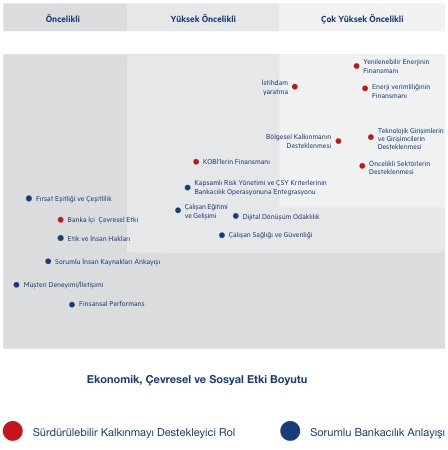 Öncelikli
Yüksek Öncelikli
Çok Yüksek Öncelikli
Yenilenebilir Enerjinin
Finansmanı
İstihdam
yaratma
Enerji verimliliğinin
Finansmanı
Bölgesel Kalkınmanın
Desteklenmesi
Teknolojik Girişimlerin
ve Girişimcilerin
Desteklenmesi
KOBİ'lerin Finansmanı
Öncelikli Sektörlerin
Desteklenmesi
Kapsamlı Risk Yönetimi ve ÇSY Kriterlerinin
Bankacılık Operasyonuna Entegrasyonu
Fırsat Eşitliği ve Çeşitlilik
Çalışan Eğitimi
ve Gelişimi
Dijital Dönüşüm Odaklılık
Banka İçi Çevresel Etki
Etik ve İnsan Hakları
Çalışan Sağlığı ve Güvenliği
Sorumlu İnsan Kaynakları Anlayışı
Müşteri Deneyimi/İletişimi
Finsansal Performans
Ekonomik, Çevresel ve Sosyal Etki Boyutu
Sürdürülebilir Kalkınmayı Destekleyici Rol
Sorumlu Bankacılık Anlayışı